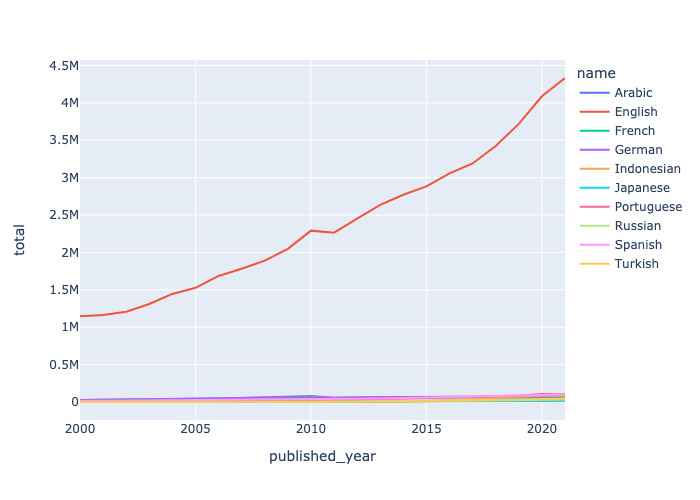 4.5M
4M
3.5M
3M
2.5M
2M
1.5M
1M
0.5M
0
total
2000 2005 2010 2015 2020
published_year
name
Arabic
English
French
German
Indonesian
Japanese
Portuguese
Russian
Spanish
Turkish